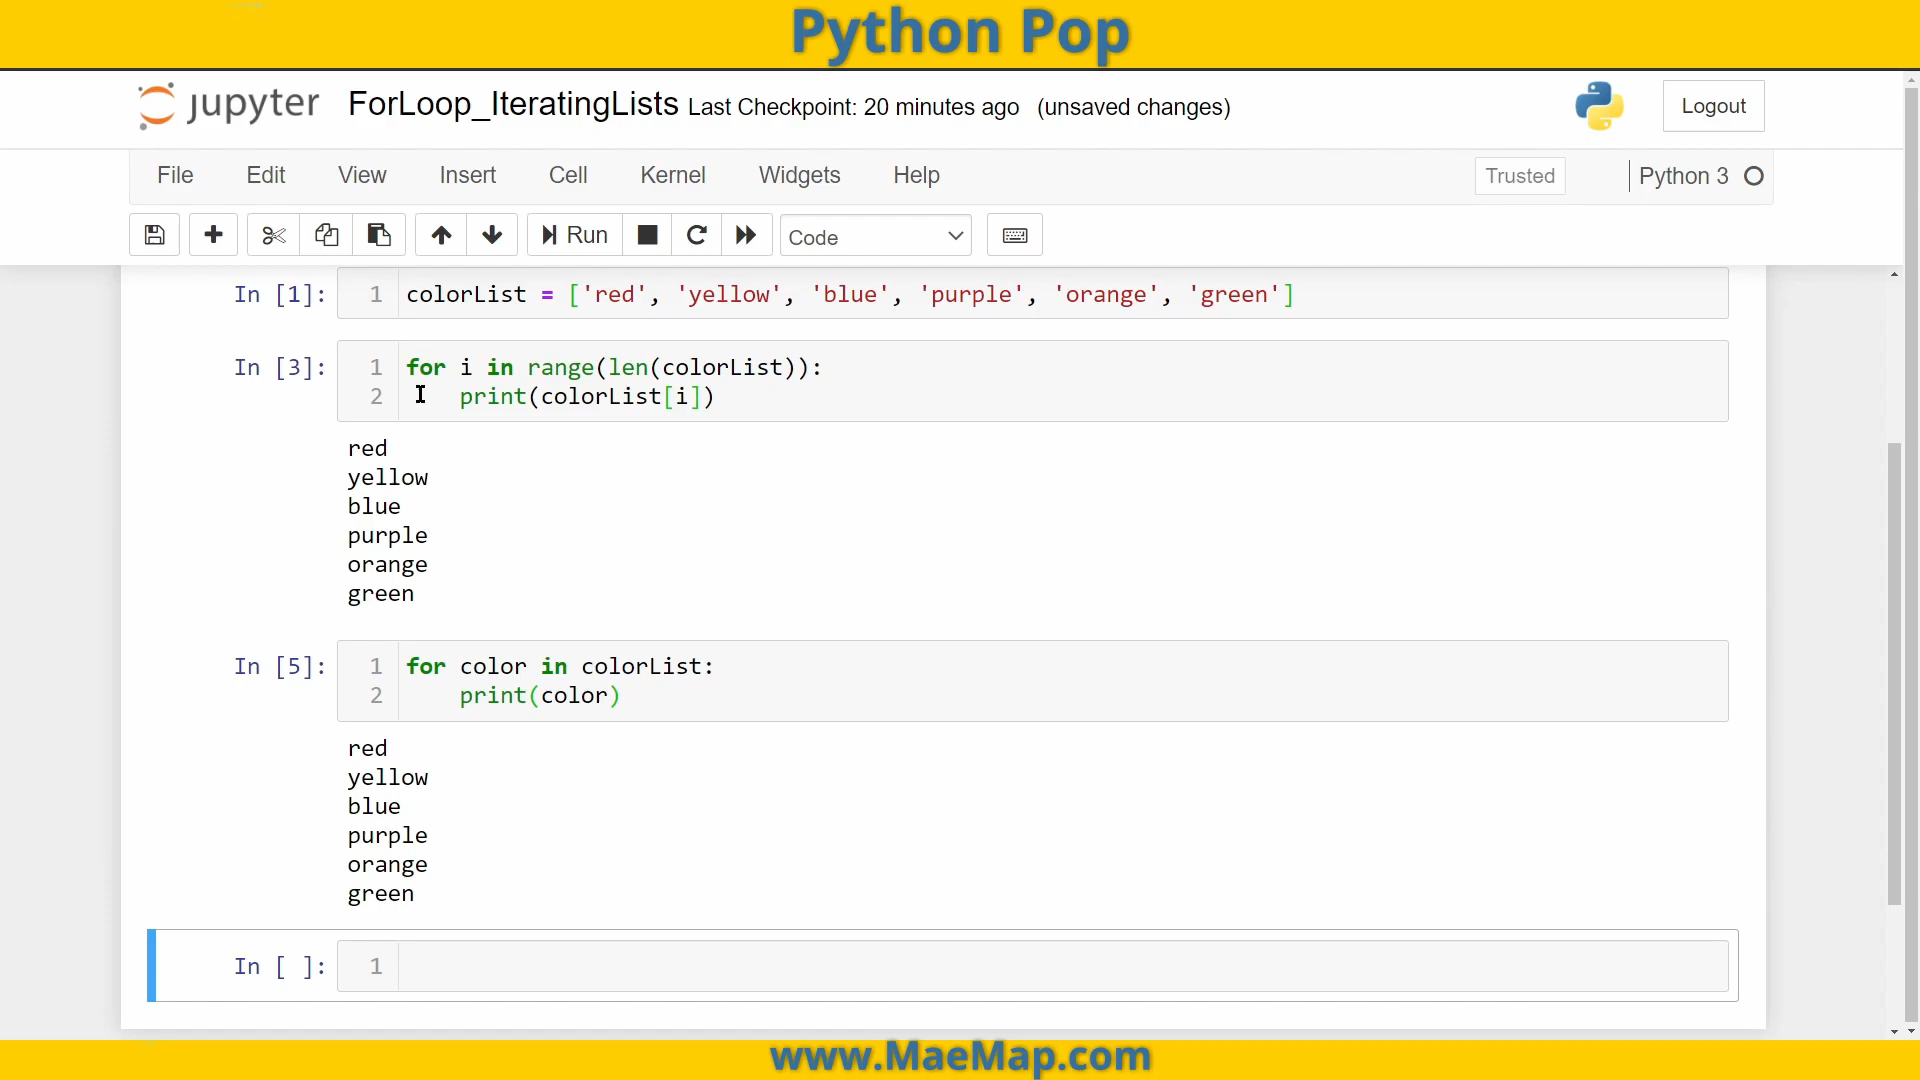 Python Pop
jupyter ForLoop_IteratingLists Last Checkpoint: 20 minutes ago (unsaved changes) Logout
File Edit View Insert Cell Kernel Widgets Help Trusted Python 3
Run Code
In [1]: 1 colorList = ['red', 'yellow', 'blue', 'purple', 'orange', 'green']
In [3]: 1 for i in range(len(colorList)):
2 print(colorList[i])
red
yellow
blue
purple
orange
green
In [5]: 1 for color in colorList:
2 print(color)
red
yellow
blue
purple
orange
green
In [ ]: 1
www.MaeMap.com